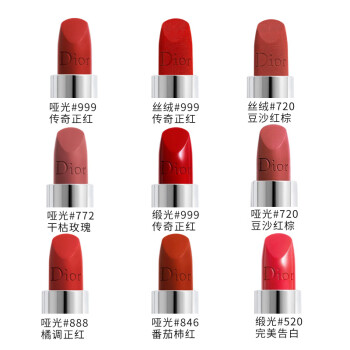 Dior
Dior
Dior
哑光#999
传奇正红
丝绒#999
传奇正红
丝绒#720
豆沙红棕
Dior
Dior
Dior
哑光#772
干枯玫瑰
缎光#999
传奇正红
哑光#720
豆沙红棕
Dior
Dior
Dior
哑光#888
橘调正红
哑光#846
番茄柿红
缎光#520
完美告白